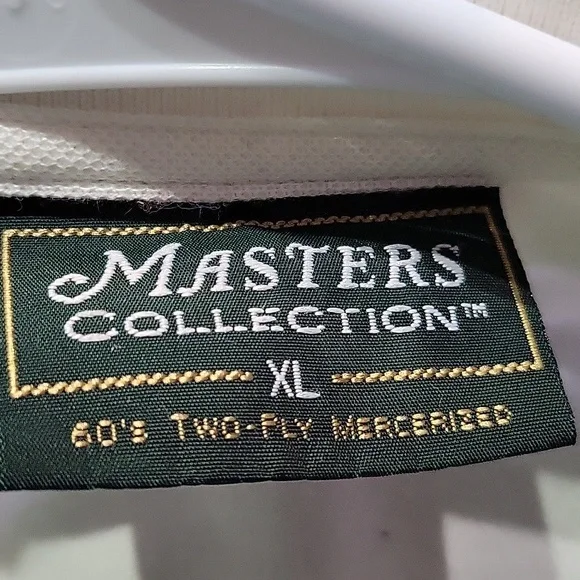 MASTERS
COLLECTION™
XL
60's TWO-PLY MERCERIZED